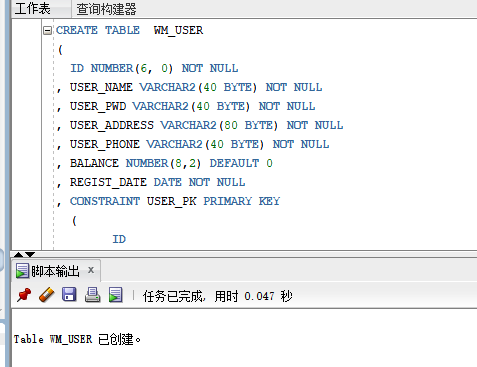 工作表 查询构建器
CREATE TABLE  WM_USER
(
ID NUMBER(6, 0) NOT NULL
, USER_NAME VARCHAR2(40 BYTE) NOT NULL
, USER_PWD VARCHAR2(40 BYTE) NOT NULL
, USER_ADDRESS VARCHAR2(80 BYTE) NOT NULL
, USER_PHONE VARCHAR2(40 BYTE) NOT NULL
, BALANCE NUMBER(8,2) DEFAULT 0
, REGIST_DATE DATE NOT NULL
, CONSTRAINT USER_PK PRIMARY KEY
(
ID
脚本输出 x
任务已完成, 用时 0.047 秒
Table WM_USER 已创建。